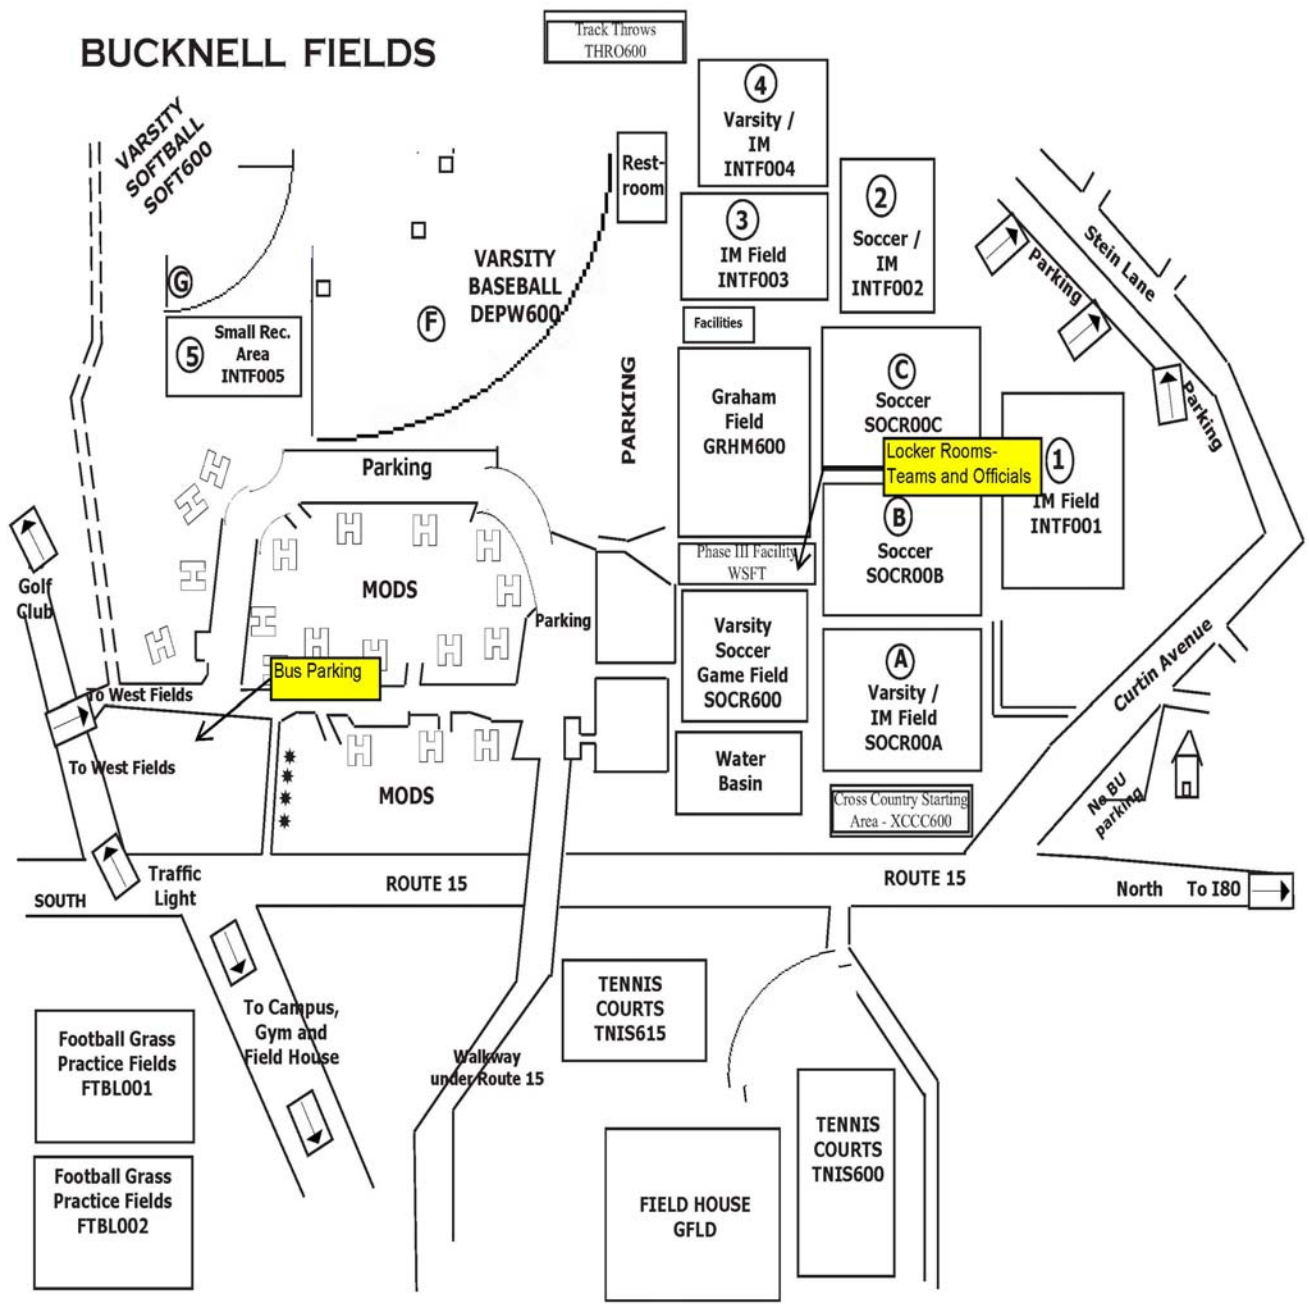 BUCKNELL FIELDS
Track Throws
THRO600
4
Varsity /
IM
INTF004
VARSITY
SOFTBALL
SOFT600
Rest-
room
2
Soccer /
IM
INTF002
3
IM Field
INTF003
Stein Lane
Parking
G
VARSITY
BASEBALL
DEPW600
F
Facilities
5
Small Rec.
Area
INTF005
PARKING
Graham
Field
GRHM600
C
Soccer
SOCR00C
Parking
Locker Rooms-
Teams and Officials
1
IM Field
INTF001
Parking
B
Soccer
SOCR00B
Phase III Facility
WSFT
MODS
Golf
Club
Parking
Varsity
Soccer
Game Field
SOCR600
A
Varsity /
IM Field
SOCR00A
Curtin Avenue
Bus Parking
To West Fields
To West Fields
Water
Basin
MODS
Cross Country Starting
Area - XCCC600
No BU
parking
Traffic
Light
ROUTE 15
ROUTE 15
SOUTH
North To I80
TENNIS
COURTS
TNIS615
To Campus,
Gym and
Field House
Football Grass
Practice Fields
FTBL001
Walkway
under Route 15
TENNIS
COURTS
TNIS600
Football Grass
Practice Fields
FTBL002
FIELD HOUSE
GFLD